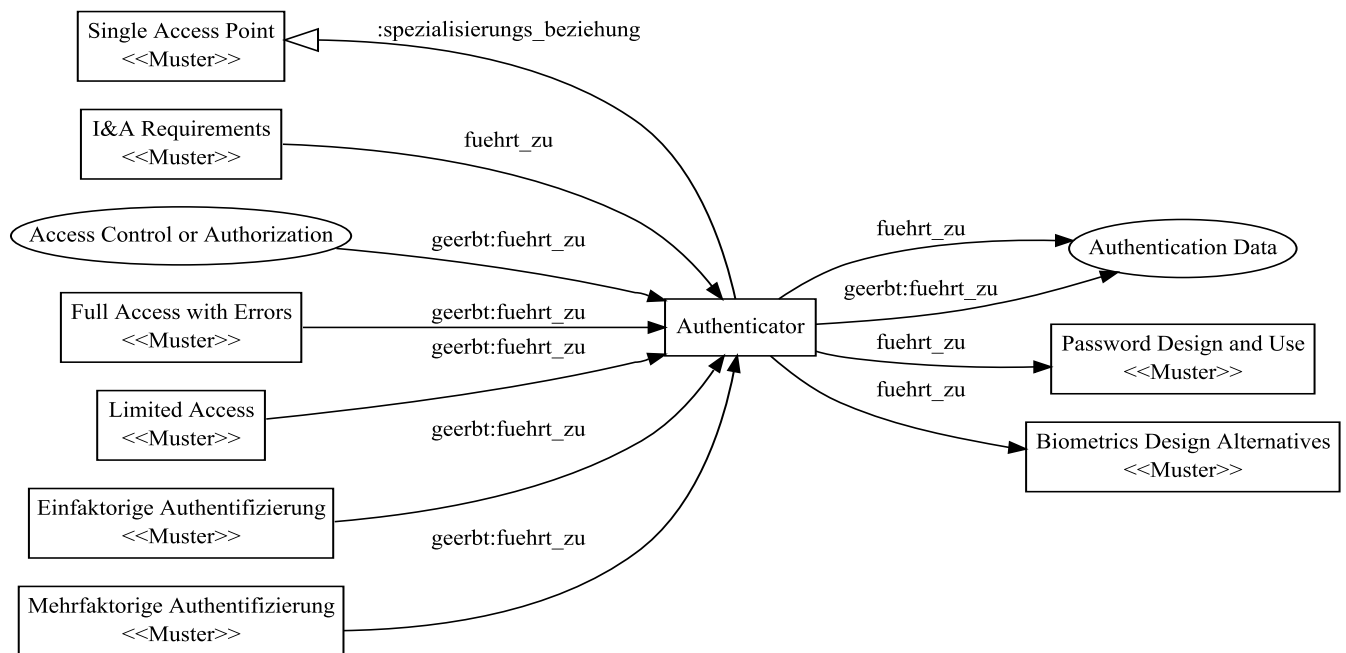 Single Access Point
<<Muster>>
:spezialisierungs_beziehung
I&A Requirements
<<Muster>>
fuehrt_zu
Access Control or Authorization
geerbt:fuehrt_zu
Full Access with Errors
<<Muster>>
geerbt:fuehrt_zu
Limited Access
<<Muster>>
geerbt:fuehrt_zu
Einfaktorige Authentifizierung
<<Muster>>
geerbt:fuehrt_zu
Mehrfaktorige Authentifizierung
<<Muster>>
geerbt:fuehrt_zu
Authenticator
fuehrt_zu
geerbt:fuehrt_zu
Authentication Data
fuehrt_zu
Password Design and Use
<<Muster>>
fuehrt_zu
Biometrics Design Alternatives
<<Muster>>